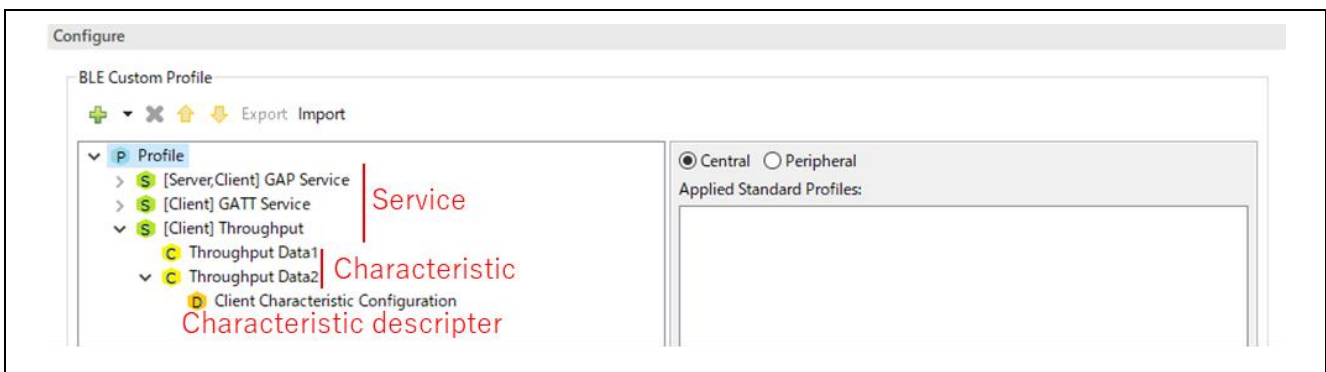 Configure
BLE Custom Profile
Export Import
P Profile
S [Server,Client] GAP Service
S [Client] GATT Service
S [Client] Throughput
C Throughput Data1
C Throughput Data2
D Client Characteristic Configuration
Service
Characteristic
Characteristic descripter
Central Peripheral
Applied Standard Profiles: